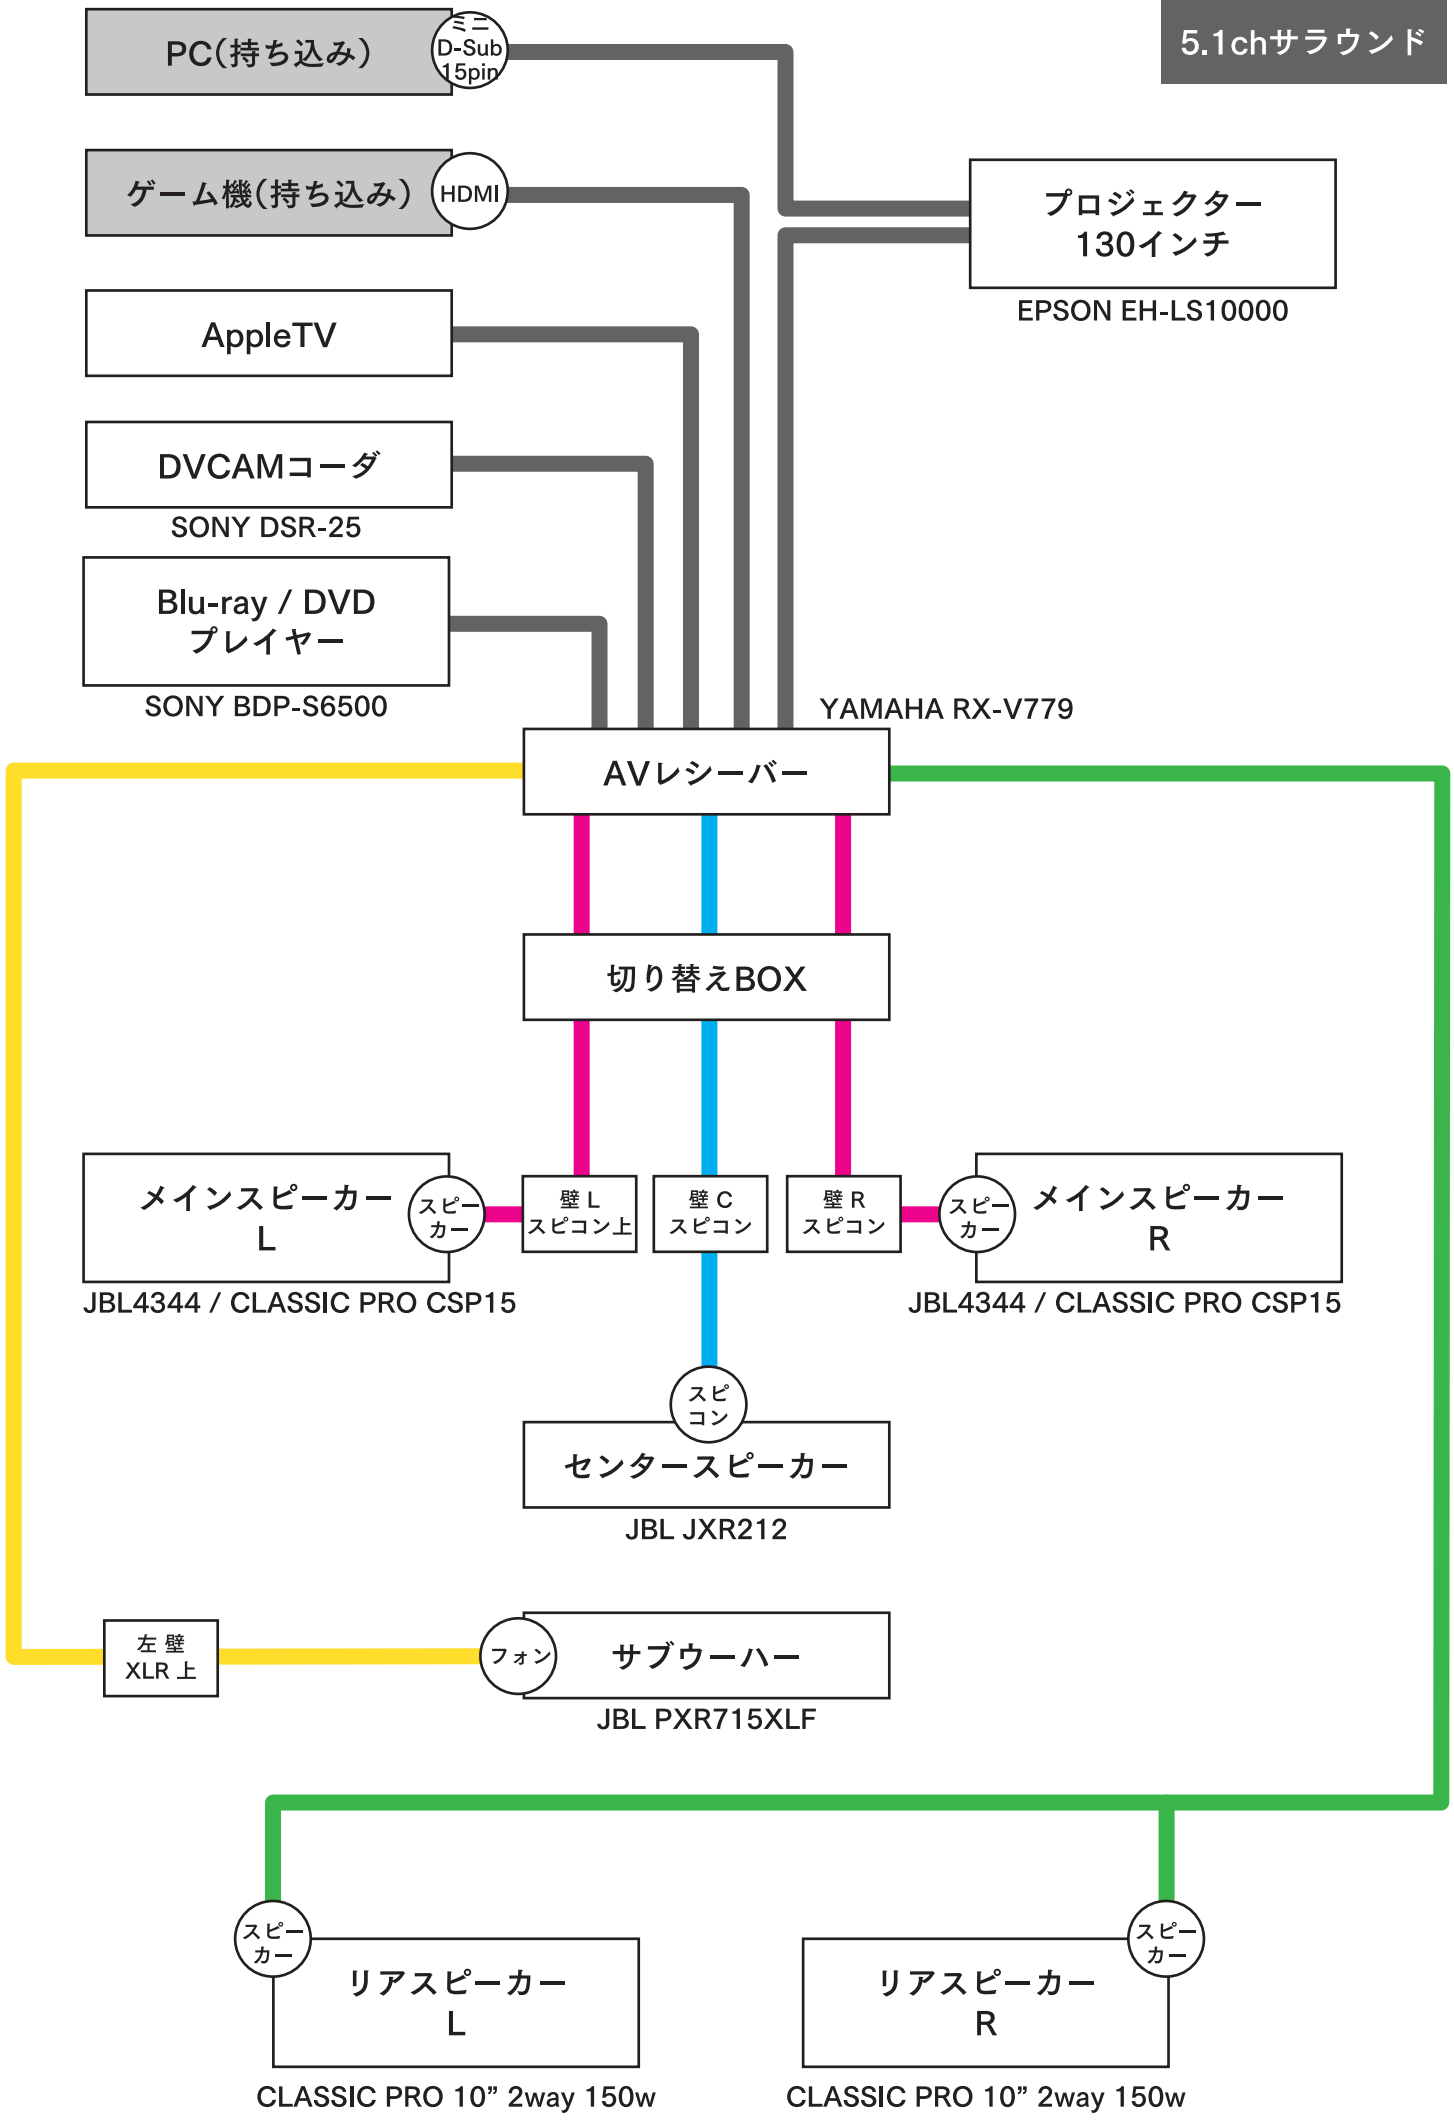 5.1chサラウンド
PC(持ち込み)
ミニ
D-Sub
15pin
ゲーム機(持ち込み)
HDMI
プロジェクター
130インチ
EPSON EH-LS10000
AppleTV
DVCAMコーダ
SONY DSR-25
Blu-ray / DVD
プレイヤー
SONY BDP-S6500
YAMAHA RX-V779
AVレシーバー
切り替えBOX
メインスピーカー
L
スピー
カー
壁 L
スピコン上
壁 C
スピコン
壁 R
スピコン
スピー
カー
メインスピーカー
R
JBL4344 / CLASSIC PRO CSP15
JBL4344 / CLASSIC PRO CSP15
スピ
コン
センタースピーカー
JBL JXR212
左 壁
XLR 上
フォン
サブウーハー
JBL PXR715XLF
スピー
カー
リアスピーカー
L
CLASSIC PRO 10” 2way 150w
スピー
カー
リアスピーカー
R
CLASSIC PRO 10” 2way 150w